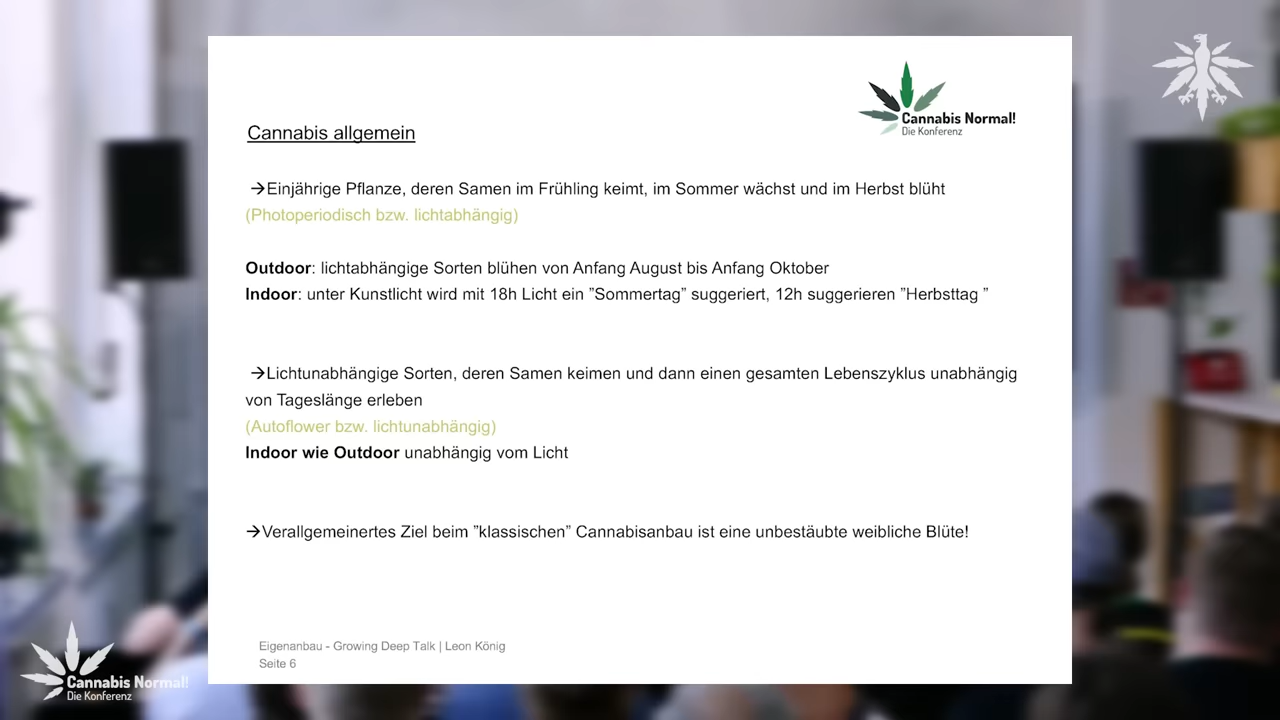 Cannabis Normal!
Die Konferenz
Cannabis allgemein
→Einjährige Pflanze, deren Samen im Frühling keimt, im Sommer wächst und im Herbst blüht
(Photoperiodisch bzw. lichtabhängig)
Outdoor: lichtabhängige Sorten blühen von Anfang August bis Anfang Oktober
Indoor: unter Kunstlicht wird mit 18h Licht ein ”Sommertag” suggeriert, 12h suggerieren ”Herbsttag ”
→Lichtunabhängige Sorten, deren Samen keimen und dann einen gesamten Lebenszyklus unabhängig
von Tageslänge erleben
(Autoflower bzw. lichtunabhängig)
Indoor wie Outdoor unabhängig vom Licht
→Verallgemeinertes Ziel beim ”klassischen” Cannabisanbau ist eine unbestäubte weibliche Blüte!
Eigenanbau - Growing Deep Talk | Leon König
Seite 6
Cannabis Normal!
Die Konferenz